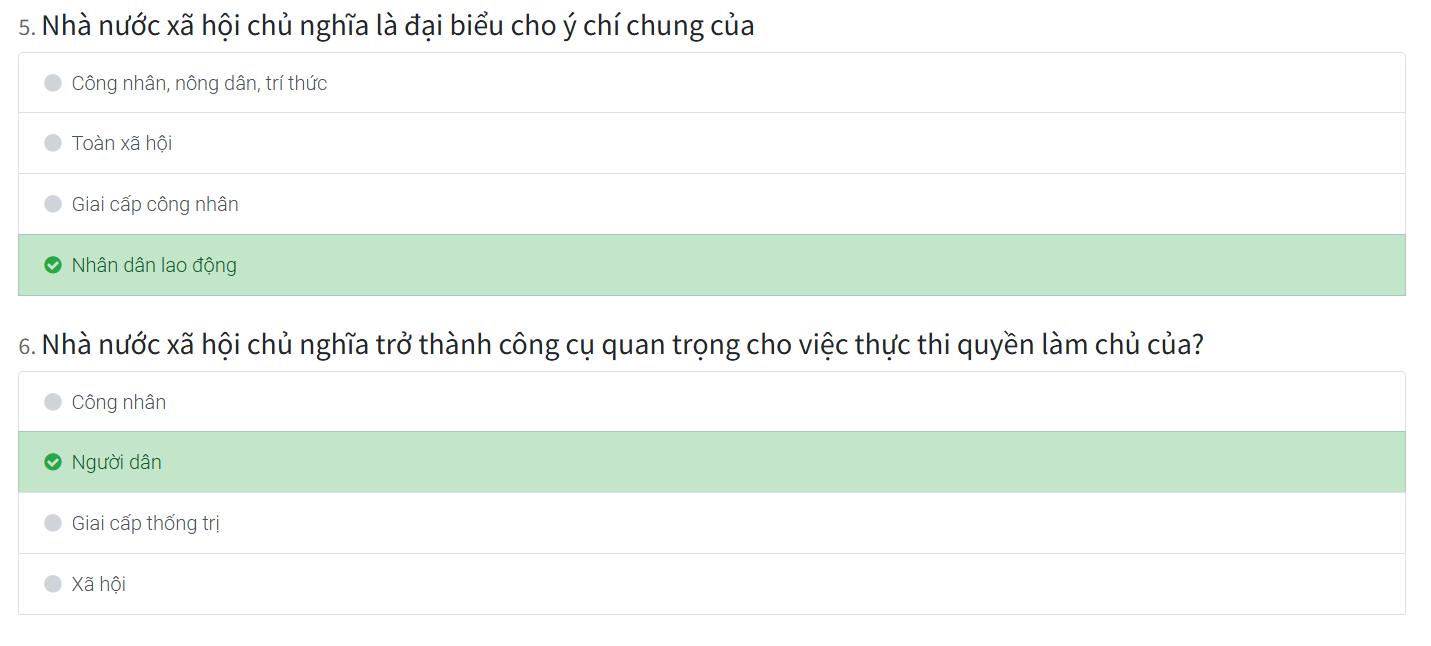 5. Nhà nước xã hội chủ nghĩa là đại biểu cho ý chí chung của
Công nhân, nông dân, trí thức
Toàn xã hội
Giai cấp công nhân
Nhân dân lao động
6. Nhà nước xã hội chủ nghĩa trở thành công cụ quan trọng cho việc thực thi quyền làm chủ của?
Công nhân
Người dân
Giai cấp thống trị
Xã hội